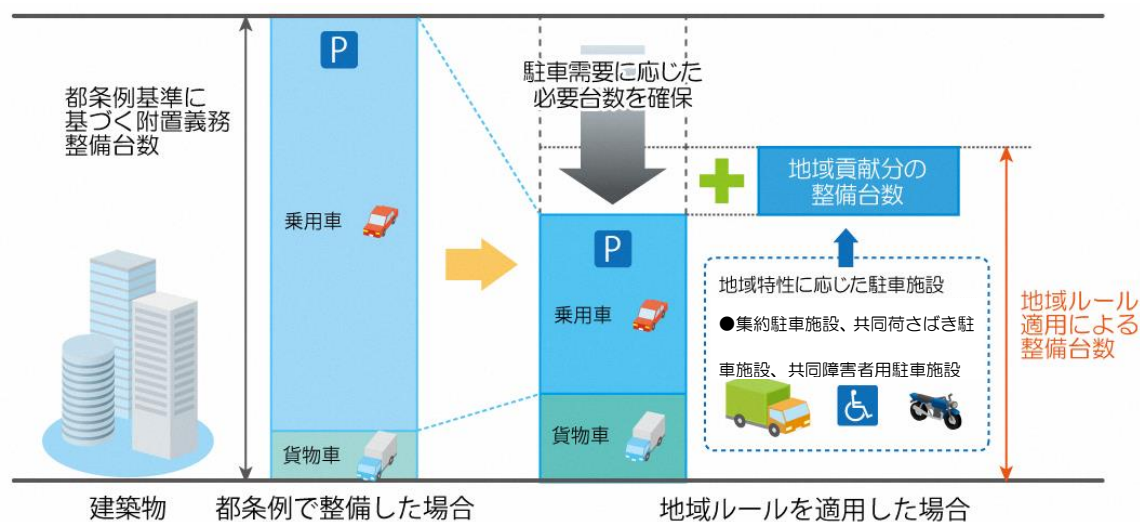 都条例基準に
基づく附置義務
整備台数
P
乗用車
貨物車
駐車需要に応じた
必要台数を確保
P
乗用車
貨物車
地域貢献分の
整備台数
地域特性に応じた駐車施設
●集約駐車施設、共同荷さばき駐
車施設、共同障害者用駐車施設
地域ルール
適用による
整備台数
建築物
都条例で整備した場合
地域ルールを適用した場合